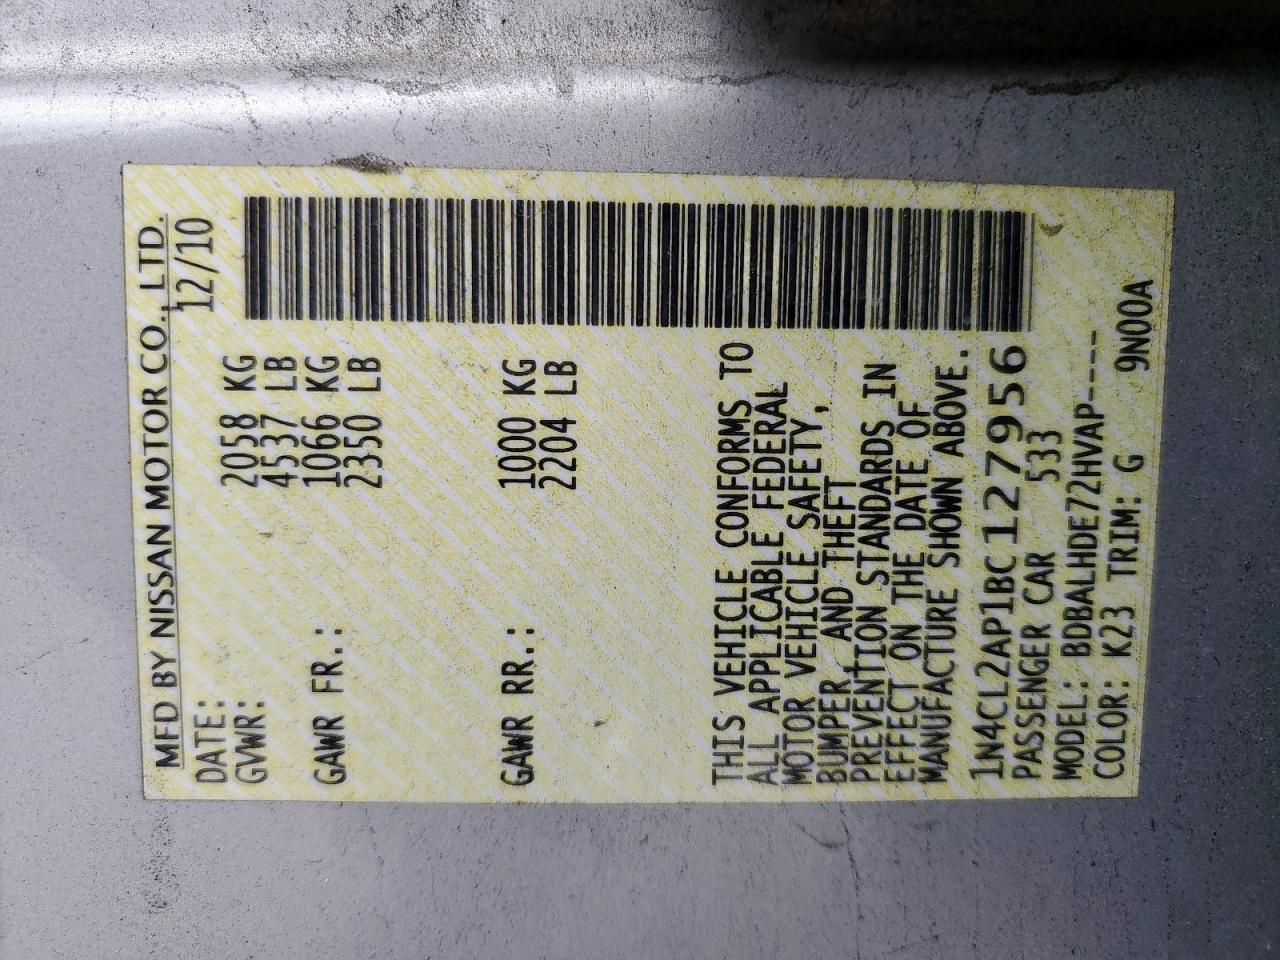 MFD BY NISSAN MOTOR CO., LTD.
DATE: 12/10
GVWR: 2058 KG
4537 LB
GAWR FR.: 1066 KG
2350 LB
GAWR RR.: 1000 KG
2204 LB
THIS VEHICLE CONFORMS TO
ALL APPLICABLE FEDERAL
MOTOR VEHICLE SAFETY,
BUMPER AND THEFT
PREVENTION STANDARDS IN
EFFECT ON THE DATE OF
MANUFACTURE SHOWN ABOVE.
1N4CL2AP1BC127956
PASSENGER CAR 533
MODEL: BDBALHDE72HVAP-----
COLOR: K23 TRIM: G 9N00A